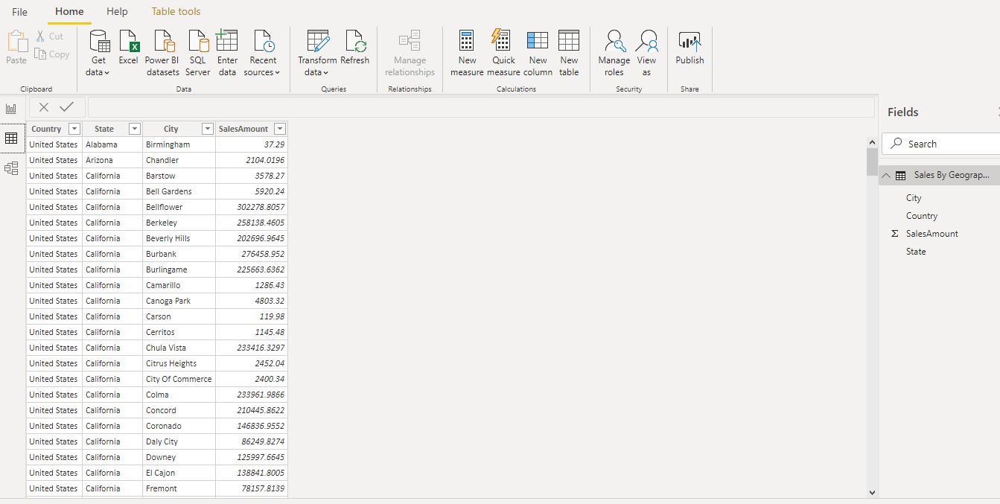 File Home Help Table tools
Paste Cut Copy
Get data Excel Power BI datasets SQL Server Enter data Recent sources
Transform data Refresh
Manage relationships
New measure Quick measure New column New table
Manage roles View as
Publish
Clipboard Data Queries Relationships Calculations Security Share
Country State City SalesAmount
United States Alabama Birmingham 37.29
United States Arizona Chandler 2104.0196
United States California Barstow 3578.27
United States California Bell Gardens 5920.24
United States California Bellflower 302278.8057
United States California Berkeley 258138.4605
United States California Beverly Hills 202696.9645
United States California Burbank 276458.952
United States California Burlingame 225663.6362
United States California Camarillo 1286.43
United States California Canoga Park 4803.32
United States California Carson 119.98
United States California Cerritos 1145.48
United States California Chula Vista 233416.3297
United States California Citrus Heights 2452.04
United States California City Of Commerce 2400.34
United States California Colma 233961.9866
United States California Concord 210445.8622
United States California Coronado 146836.9552
United States California Daly City 86249.8274
United States California Downey 125997.6645
United States California El Cajon 138841.8005
United States California Fremont 78157.8139
Fields
Search
Sales By Geograp...
City
Country
Σ SalesAmount
State